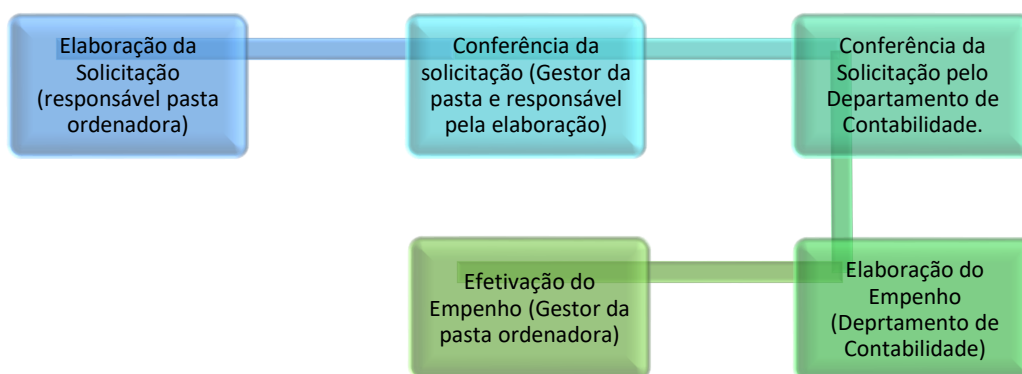 Elaboração da
Solicitação
(responsável pasta
ordenadora)
Conferência da
solicitação (Gestor da
pasta e responsável
pela elaboração)
Conferência da
Solicitação pelo
Departamento de
Contabilidade.
Elaboração do
Empenho
(Deprtamento de
Contabilidade)
Efetivação do
Empenho (Gestor da
pasta ordenadora)